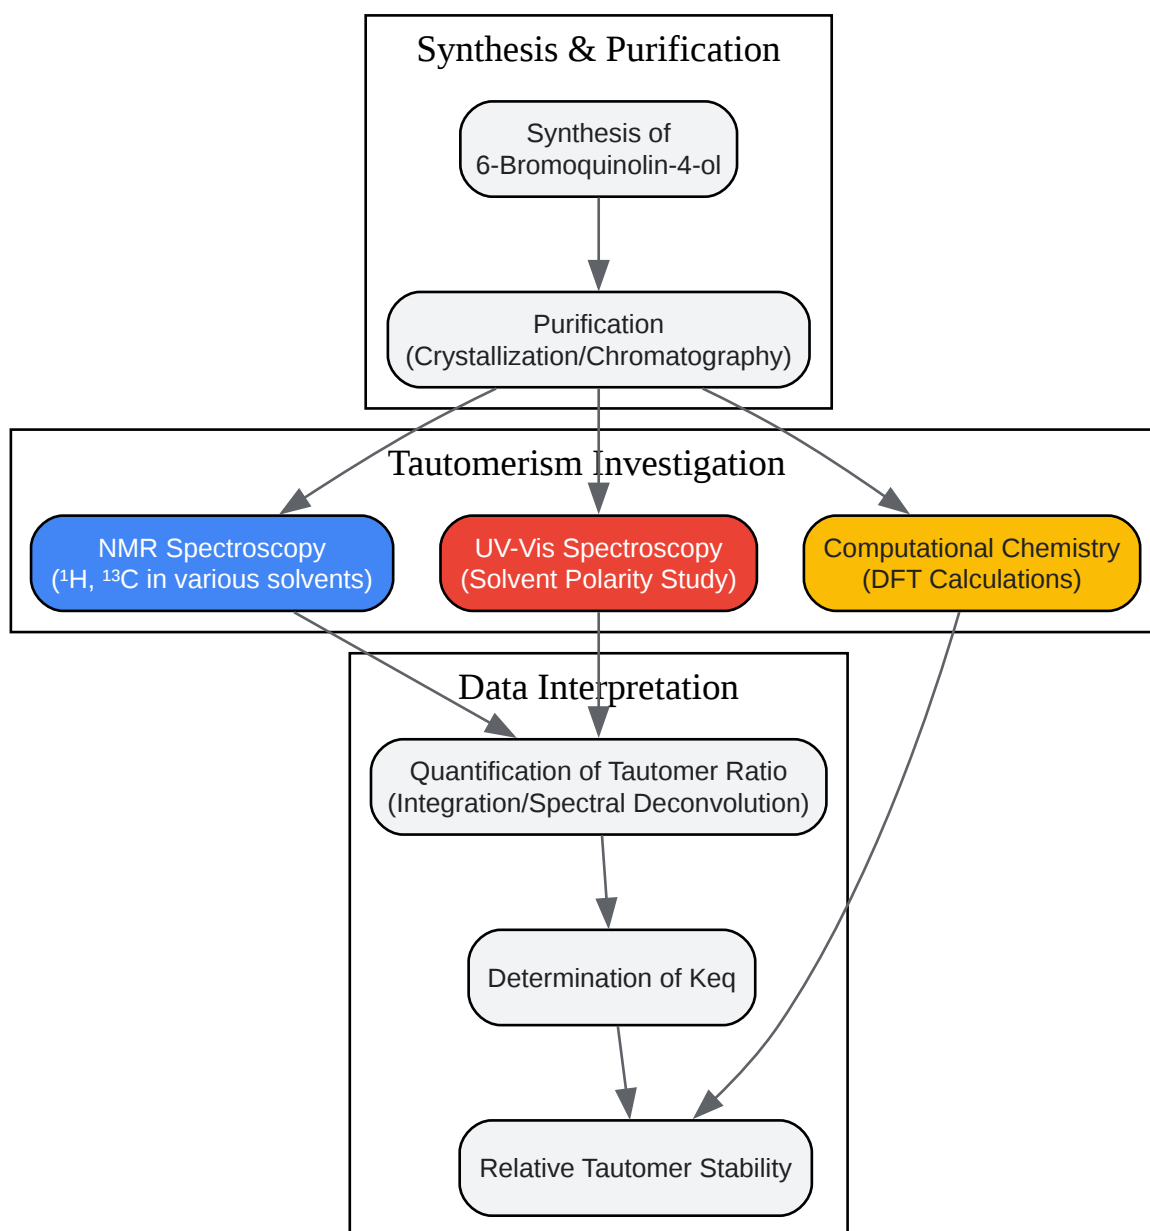 Synthesis & Purification
Synthesis of
6-Bromoquinolin-4-ol
Purification
(Crystallization/Chromatography)
Tautomerism Investigation
NMR Spectroscopy
(¹H, ¹³C in various solvents)
UV-Vis Spectroscopy
(Solvent Polarity Study)
Computational Chemistry
(DFT Calculations)
Data Interpretation
Quantification of Tautomer Ratio
(Integration/Spectral Deconvolution)
Determination of Keq
Relative Tautomer Stability